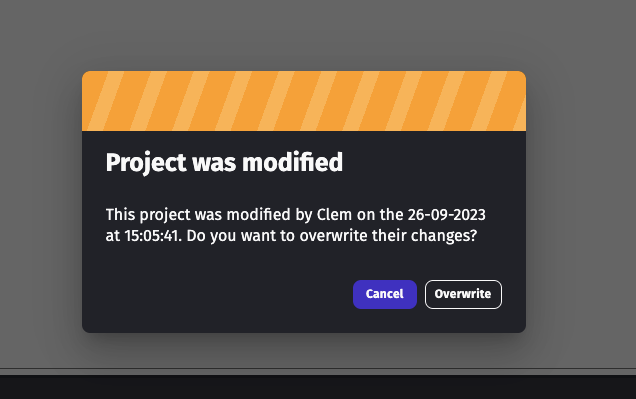 Project was modified
This project was modified by Clem on the 26-09-2023
at 15:05:41. Do you want to overwrite their changes?
Cancel
Overwrite